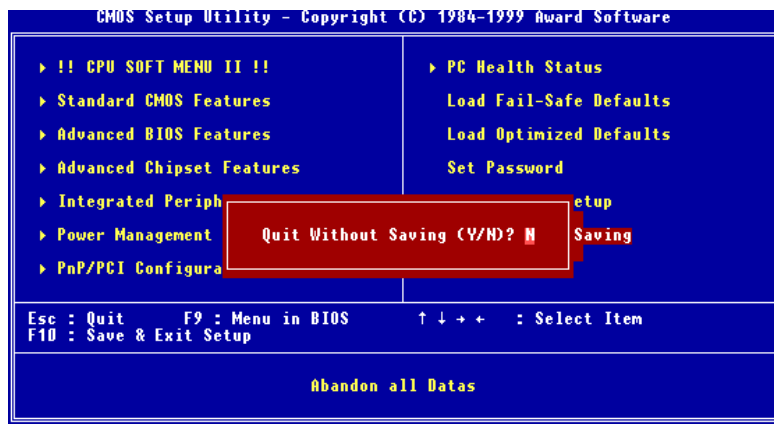 CMOS Setup Utility - Copyright (C) 1984-1999 Award Software
!! CPU SOFT MENU II !!
Standard CMOS Features
Advanced BIOS Features
Advanced Chipset Features
Integrated Periph
Power Management
PnP/PCI Configura
PC Health Status
Load Fail-Safe Defaults
Load Optimized Defaults
Set Password
etup
Saving
Quit Without Saving (Y/N)? N
Esc : Quit F9 : Menu in BIOS ↑ ↓ → ← : Select Item
F10 : Save & Exit Setup
Abandon all Datas